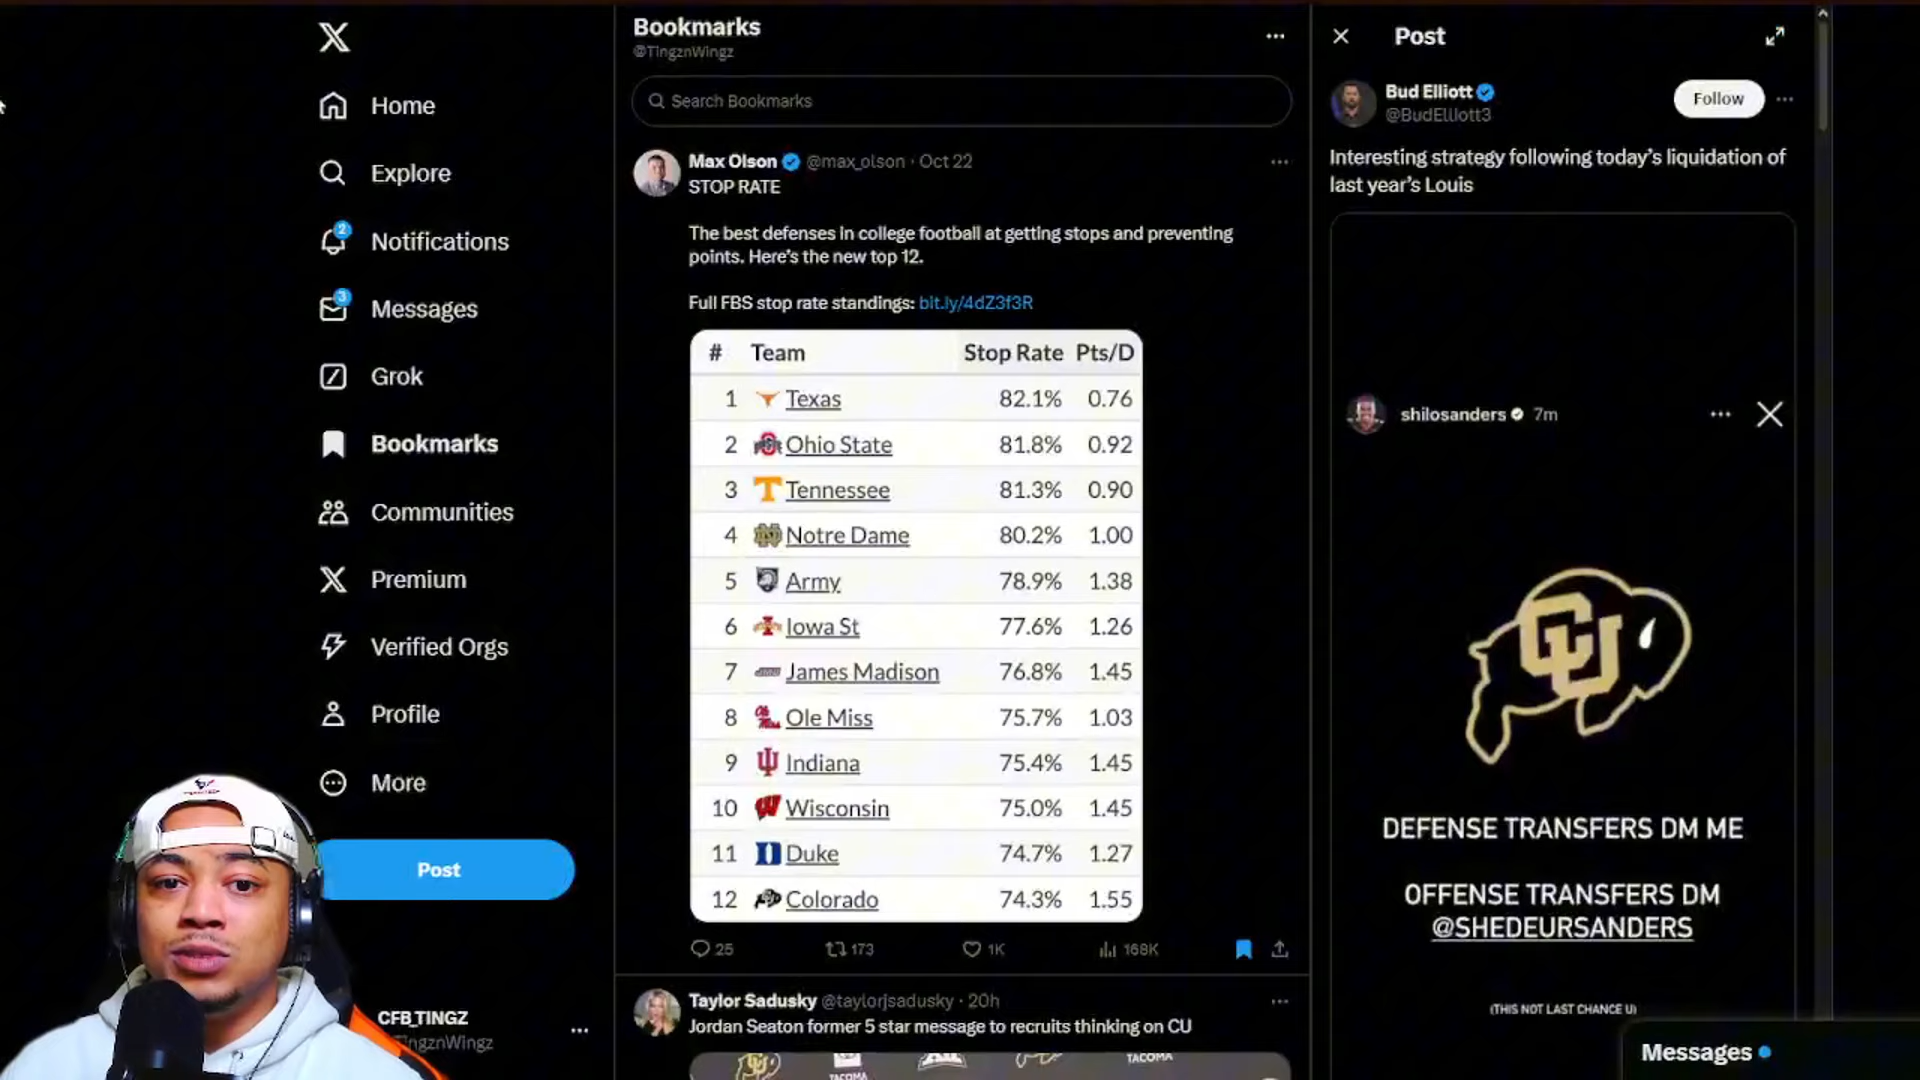 Home
Explore
2
Notifications
3
Messages
Grok
Bookmarks
Communities
Premium
Verified Orgs
Profile
More
Post
CFB_TINGZ
ngznWingz
Bookmarks
@TingznWingz
Search Bookmarks
Max Olson @max_olson · Oct 22
STOP RATE
The best defenses in college football at getting stops and preventing
points. Here's the new top 12.
Full FBS stop rate standings: bit.ly/4dZ3f3R
# Team Stop Rate Pts/D
1 Texas 82.1% 0.76
2 Ohio State 81.8% 0.92
3 Tennessee 81.3% 0.90
4 Notre Dame 80.2% 1.00
5 Army 78.9% 1.38
6 Iowa St 77.6% 1.26
7 James Madison 76.8% 1.45
8 Ole Miss 75.7% 1.03
9 Indiana 75.4% 1.45
10 Wisconsin 75.0% 1.45
11 Duke 74.7% 1.27
12 Colorado 74.3% 1.55
25 173 1K 168K
Taylor Sadusky @taylorjsadusky · 20h
Jordan Seaton former 5 star message to recruits thinking on CU
TACOMA
TACOMA
Post
Bud Elliott
@BudElliott3
Follow
Interesting strategy following today's liquidation of
last year's Louis
shilosanders 7m
CU
DEFENSE TRANSFERS DM ME
OFFENSE TRANSFERS DM
@SHEDEURSANDERS
(THIS NOT LAST CHANCE U)
Messages